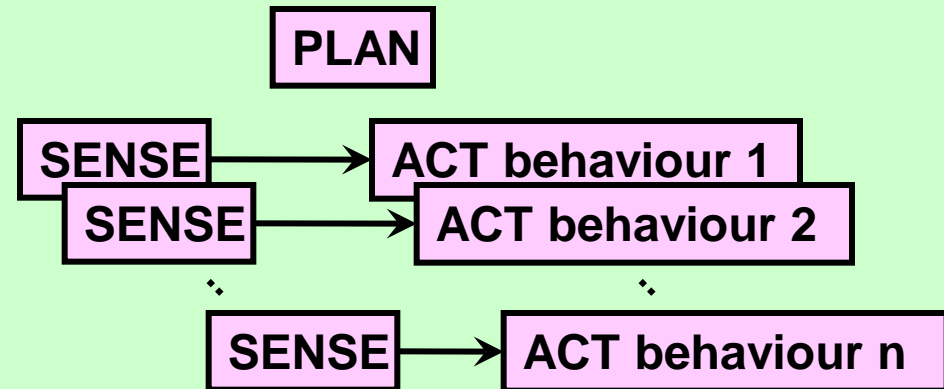 PLAN
SENSE ACT behaviour 1
SENSE ACT behaviour 2
SENSE ACT behaviour n